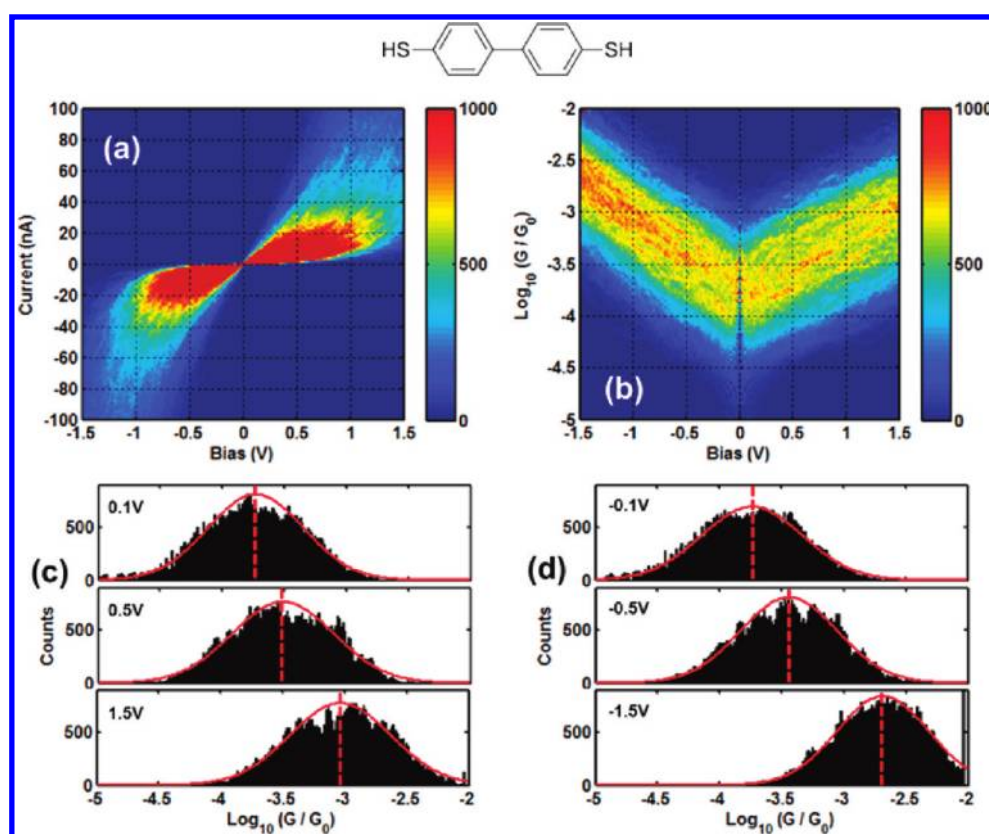 HS
SH
(a)
100
80
60
40
20
0
-20
-40
-60
-80
-100
Current (nA)
-1.5 -1 -0.5 0 0.5 1 1.5
Bias (V)
1000
500
0
(b)
-2
-2.5
-3
-3.5
-4
-4.5
-5
Log10 (G / G0)
-1.5 -1 -0.5 0 0.5 1 1.5
Bias (V)
1000
500
0
(c)
Counts
0.1V
500
0
0.5V
500
0
1.5V
500
0
-5 -4.5 -4 -3.5 -3 -2.5 -2
Log10 (G / G0)
(d)
Counts
-0.1V
500
0
-0.5V
500
0
-1.5V
500
0
-5 -4.5 -4 -3.5 -3 -2.5 -2
Log10 (G / G0)